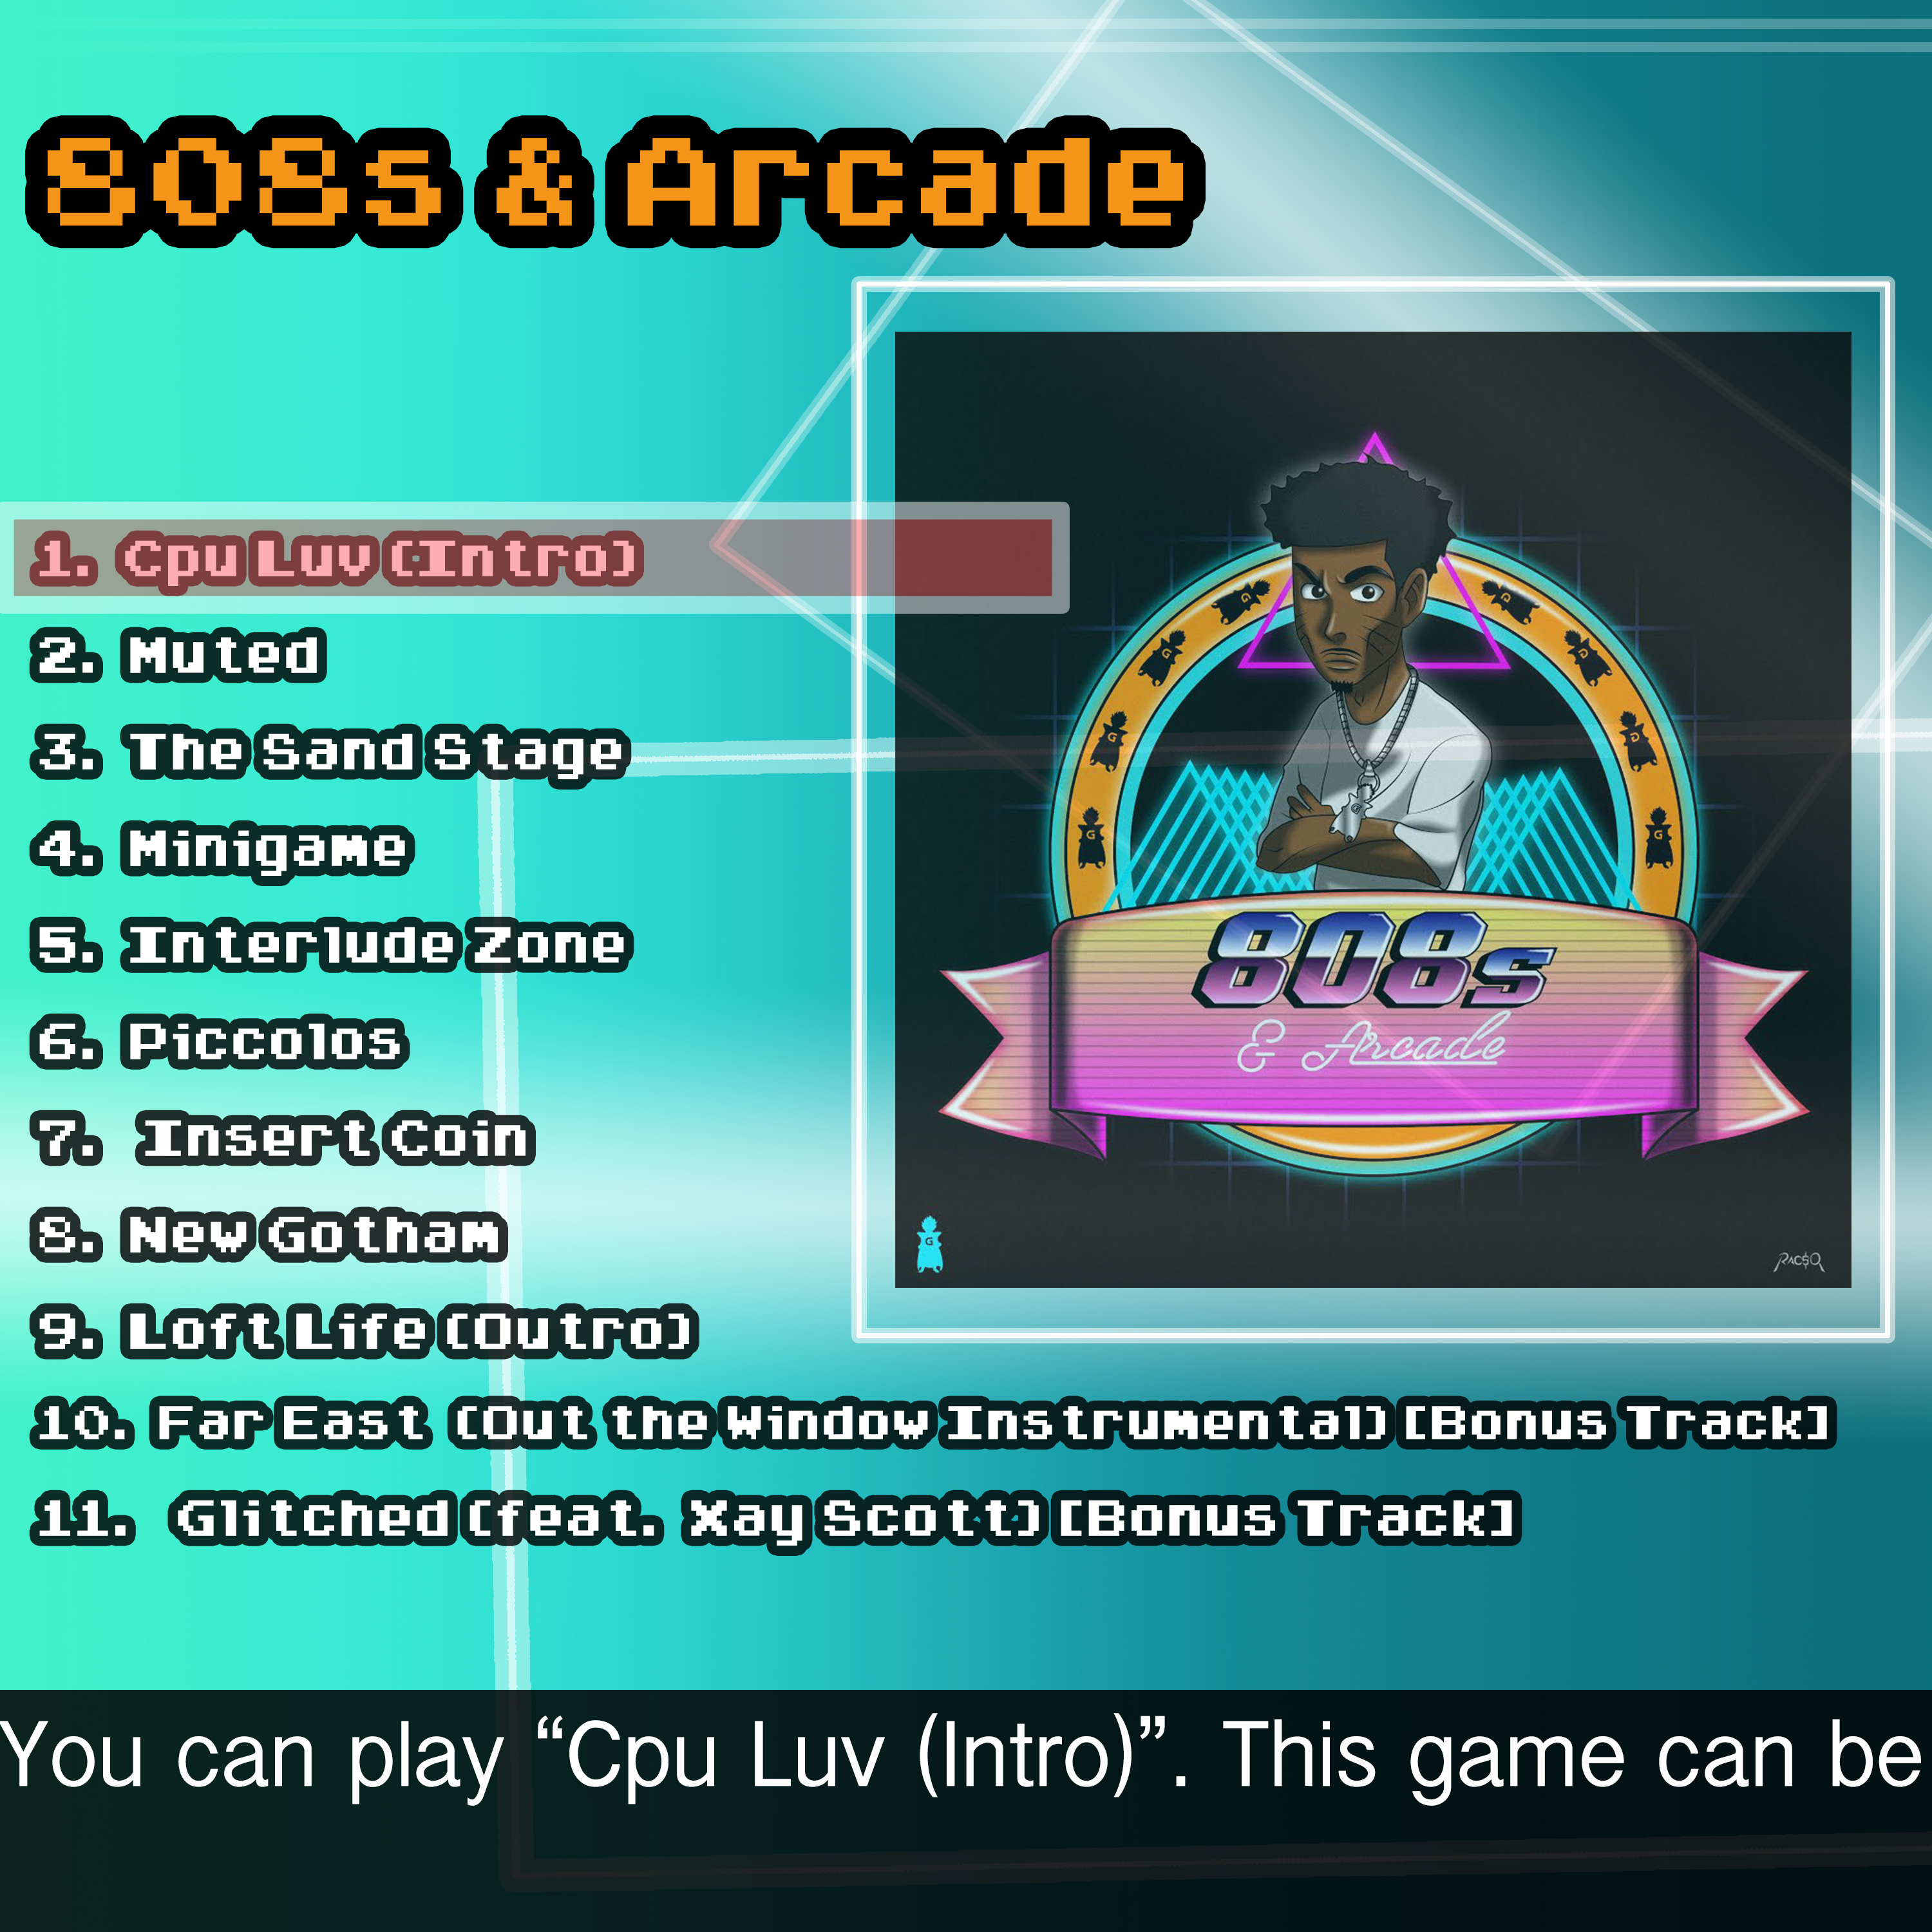 808s & Arcade
1. Cpu Luv (Intro)
2. Muted
3. The Sand Stage
4. Minigame
5. Interlude Zone
6. Piccolos
7. Insert Coin
8. New Gotham
9. Loft Life (Outro)
10. Far East (Out the Window Instrumental) [Bonus Track]
11. Glitched (feat. Xay Scott) [Bonus Track]
808s
& Arcade
G
RAC$O
You can play “Cpu Luv (Intro)”. This game can be